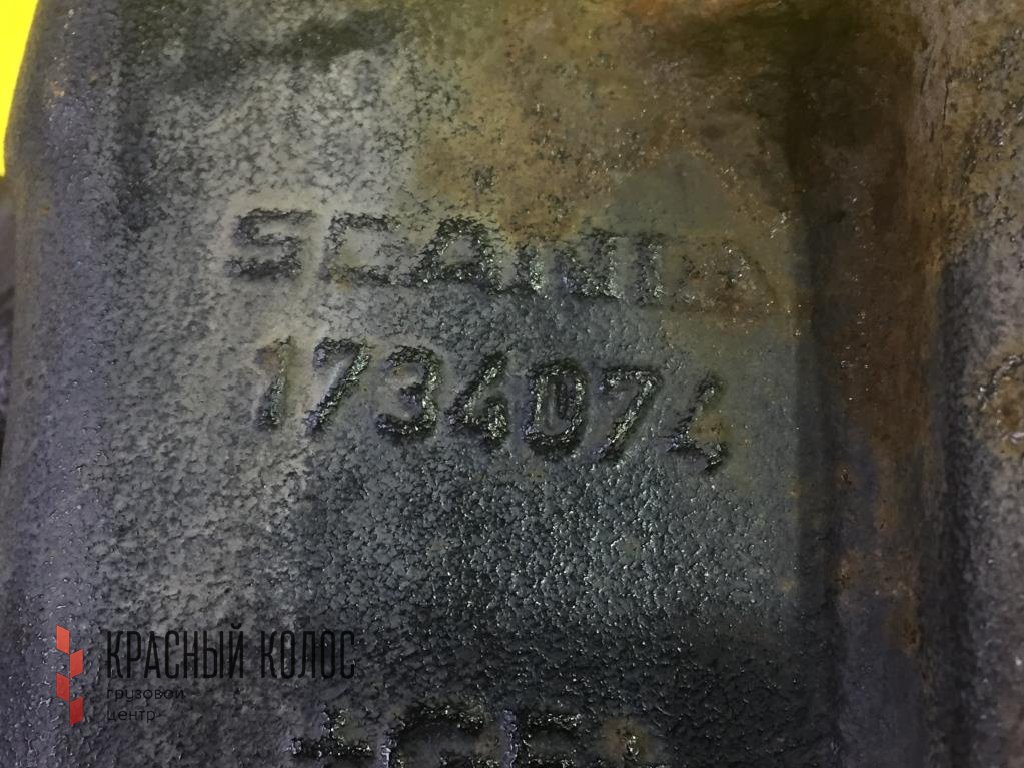 SCANIA
1734074
КРАСНЫЙ КОЛОС
грузовой
центр